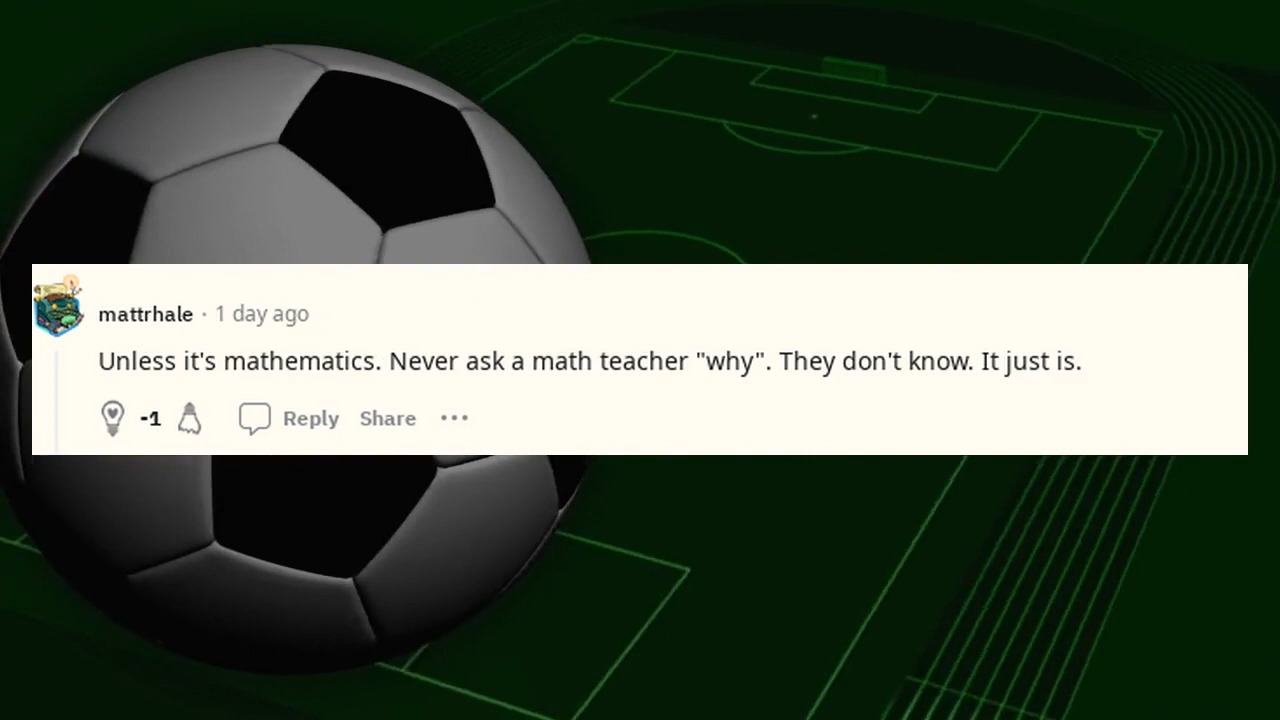 mattrhale · 1 day ago
Unless it's mathematics. Never ask a math teacher "why". They don't know. It just is.
-1 Reply Share •••